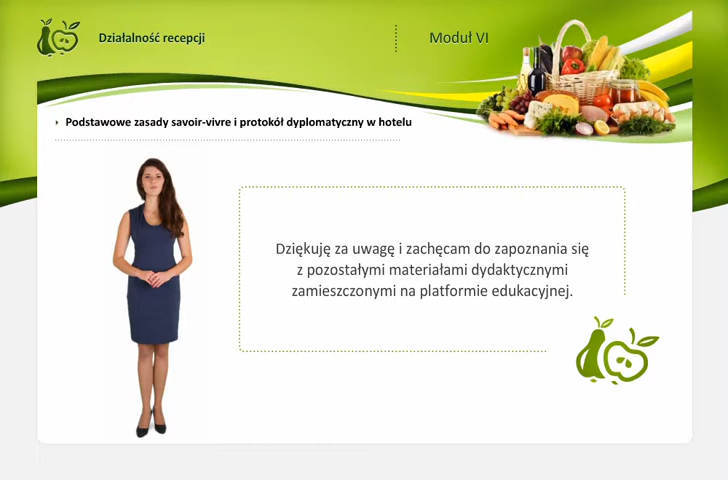 Działalność recepcji
Moduł VI
Podstawowe zasady savoir-vivre i protokół dyplomatyczny w hotelu
Dziękuję za uwagę i zachęcam do zapoznania się
z pozostałymi materiałami dydaktycznymi
zamieszczonymi na platformie edukacyjnej.